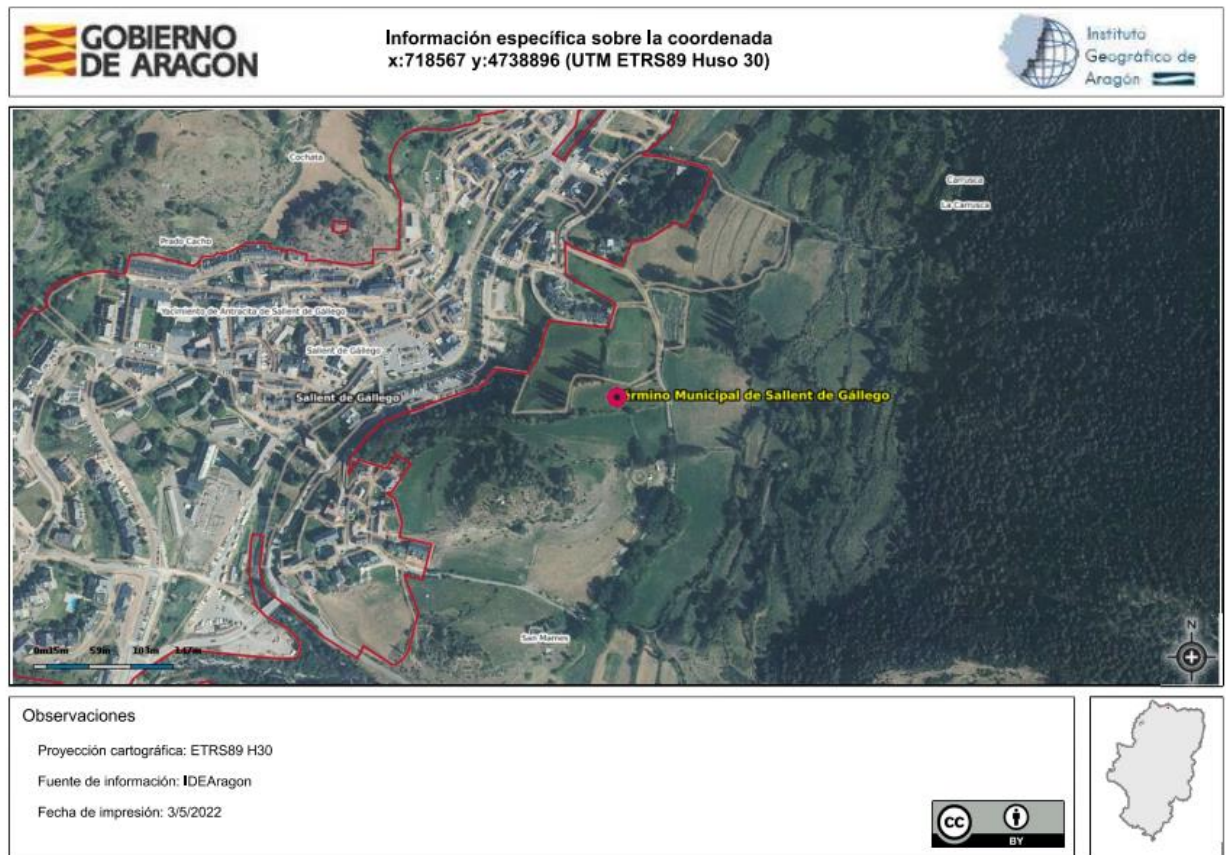 GOBIERNO
DE ARAGON
Información específica sobre la coordenada
x:718567 y:4738896 (UTM ETRS89 Huso 30)
Instituto
Geográfico de
Aragón
Cochata
Carrusca
La Carrusca
Prado Cacho
Yacimiento de Antracita de Sallent de Gállego
Sallent de Gállego
Sallent de Gállego
érmino Municipal de Sallent de Gállego
San Mames
0m15m 59m 103m 147m
N
Observaciones
Proyección cartográfica: ETRS89 H30
Fuente de información: IDEAragon
Fecha de impresión: 3/5/2022
CC
BY